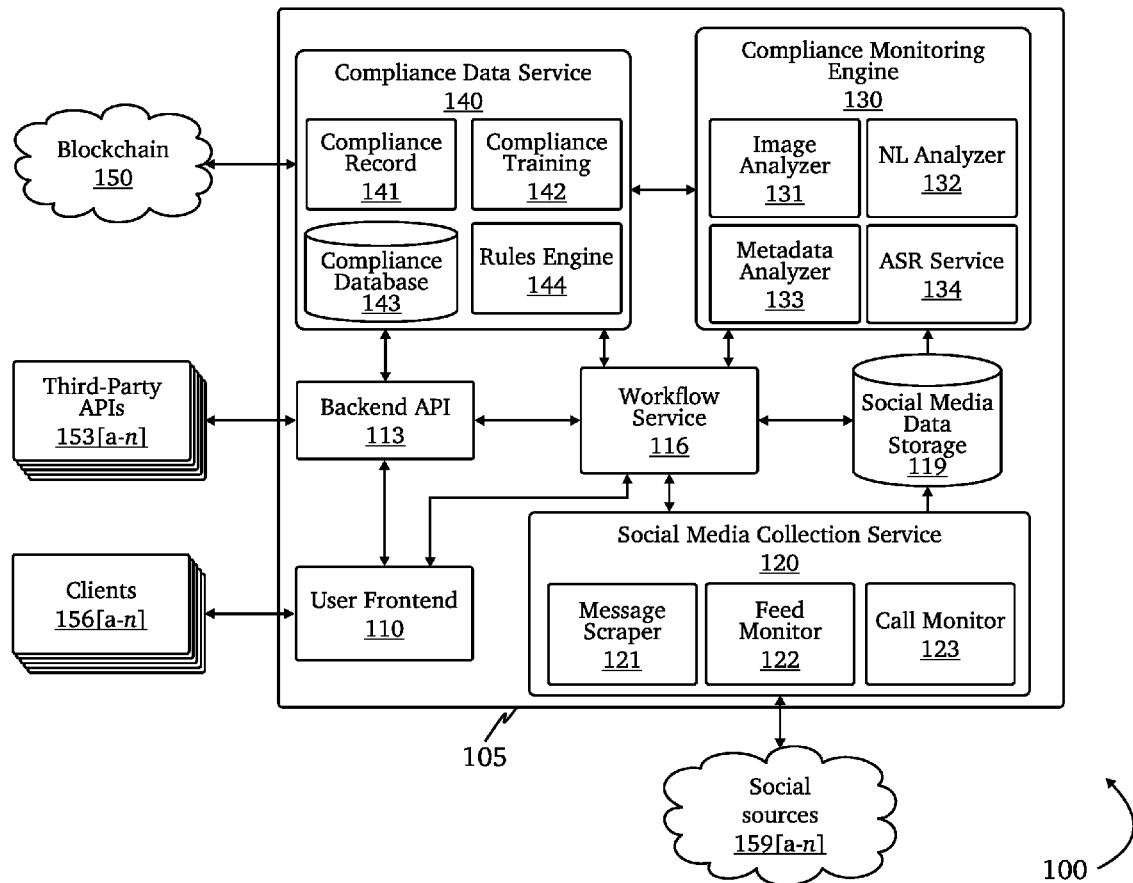 Compliance Data Service
140
Compliance
Record
141
Compliance
Training
142
Compliance
Database
143
Rules Engine
144
Compliance Monitoring
Engine
130
Image
Analyzer
131
NL Analyzer
132
Metadata
Analyzer
133
ASR Service
134
Blockchain
150
Third-Party
APIs
153[a-n]
Backend API
113
Workflow
Service
116
Social Media
Data
Storage
119
Clients
156[a-n]
User Frontend
110
Social Media Collection Service
120
Message
Scraper
121
Feed
Monitor
122
Call Monitor
123
105
Social
sources
159[a-n]
100